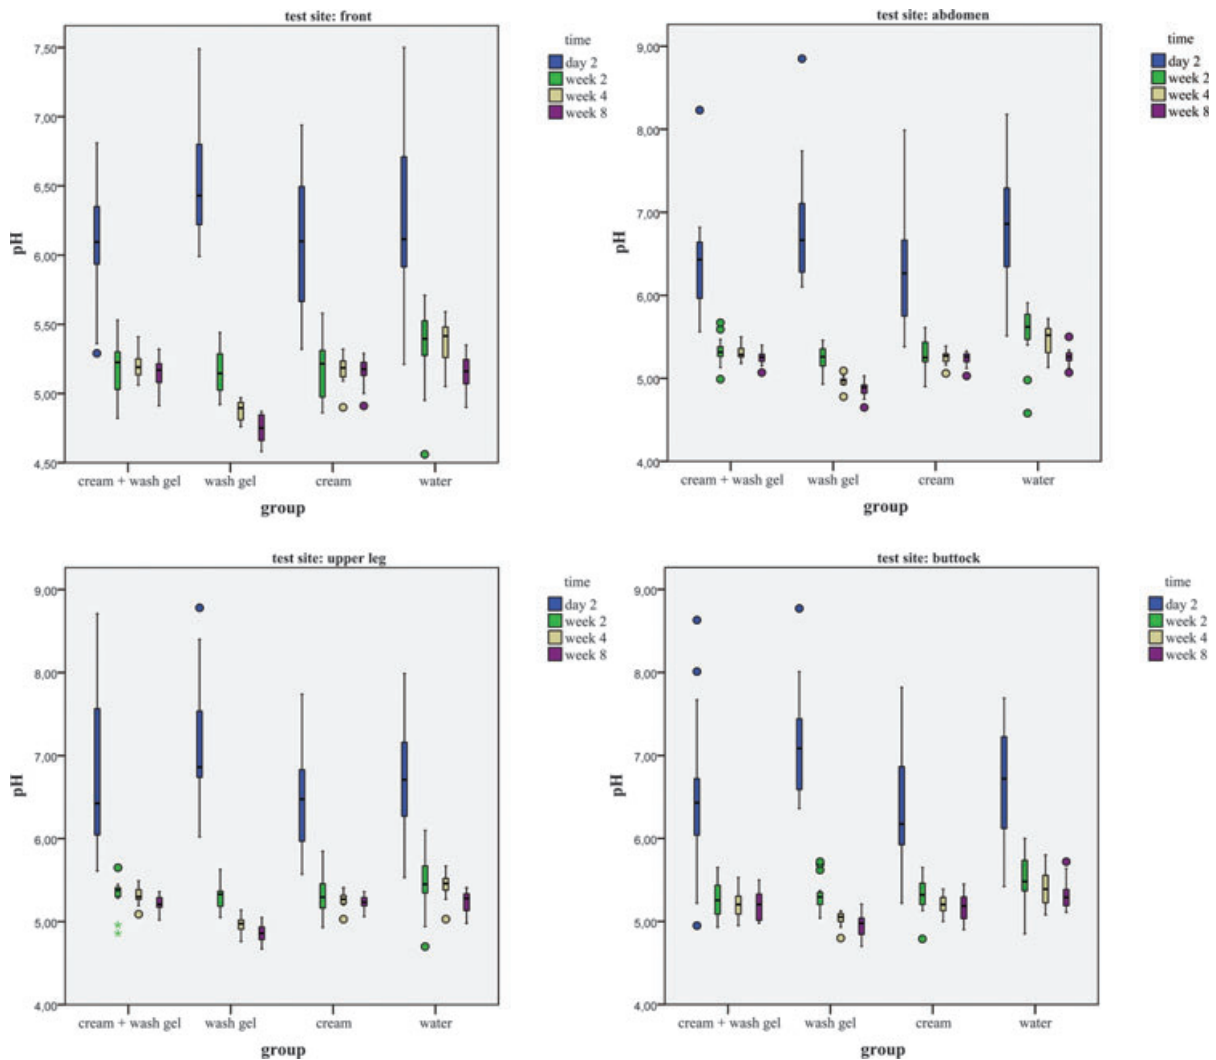 test site: front
time
day 2
week 2
week 4
week 8
7,50
7,00
6,50
6,00
5,50
5,00
4,50
pH
cream + wash gel wash gel cream water
group
test site: abdomen
time
day 2
week 2
week 4
week 8
9,00
8,00
7,00
6,00
5,00
4,00
pH
cream + wash gel wash gel cream water
group
test site: upper leg
time
day 2
week 2
week 4
week 8
9,00
8,00
7,00
6,00
5,00
4,00
pH
cream + wash gel wash gel cream water
group
test site: buttock
time
day 2
week 2
week 4
week 8
9,00
8,00
7,00
6,00
5,00
4,00
pH
cream + wash gel wash gel cream water
group